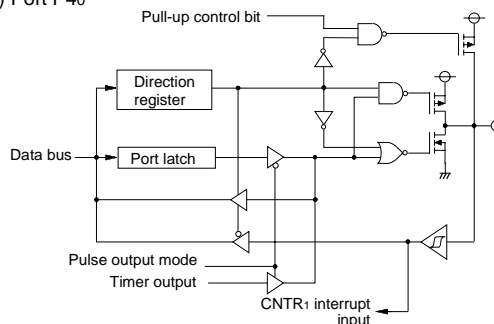 ) Port P40
Pull-up control bit
Direction
register
Data bus
Port latch
Pulse output mode
Timer output
CNTR1 interrupt
input